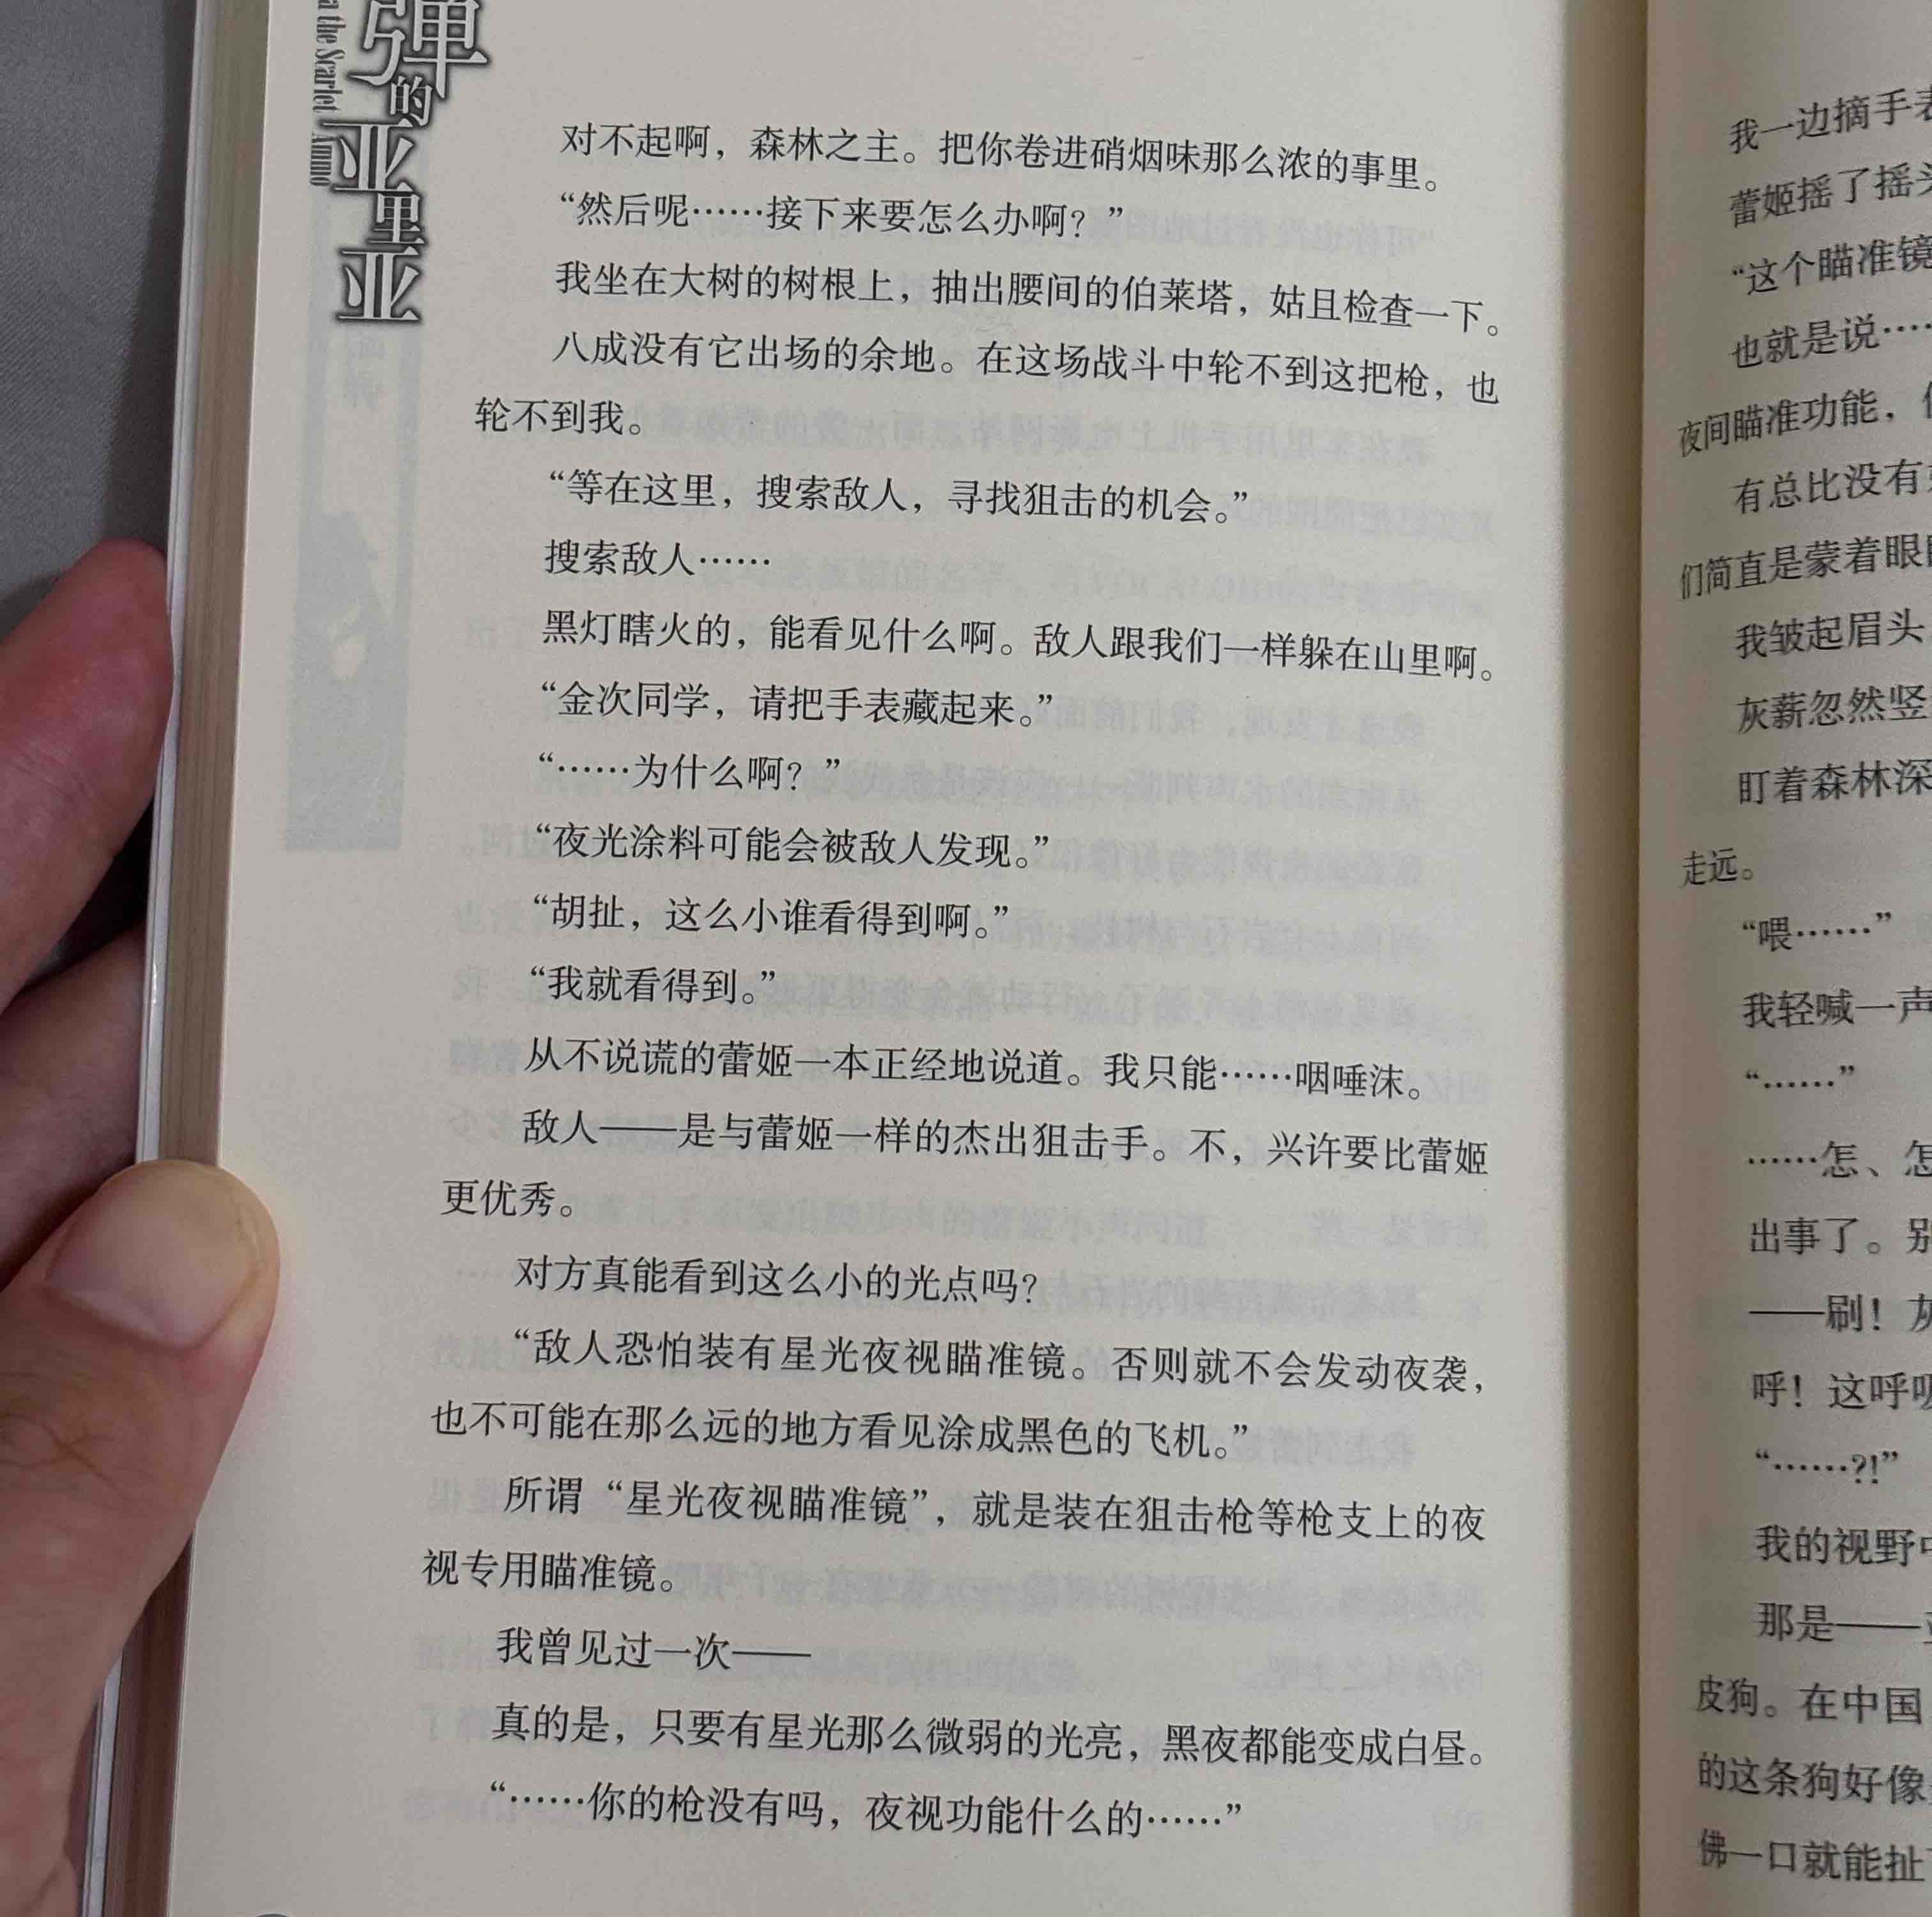 弹的亚里亚
a the Scarlet Ammo
对不起啊，森林之主。把你卷进硝烟味那么浓的事里。
“然后呢……接下来要怎么办啊？”
我坐在大树的树根上，抽出腰间的伯莱塔，姑且检查一下。
八成没有它出场的余地。在这场战斗中轮不到这把枪，也
轮不到我。
“等在这里，搜索敌人，寻找狙击的机会。”
搜索敌人……
黑灯瞎火的，能看见什么啊。敌人跟我们一样躲在山里啊。
“金次同学，请把手表藏起来。”
“……为什么啊？”
“夜光涂料可能会被敌人发现。”
“胡扯，这么小谁看得到啊。”
“我就看得到。”
从不说谎的蕾姬一本正经地说道。我只能……咽唾沫。
敌人——是与蕾姬一样的杰出狙击手。不，兴许要比蕾姬
更优秀。
对方真能看到这么小的光点吗？
“敌人恐怕装有星光夜视瞄准镜。否则就不会发动夜袭，
也不可能在那么远的地方看见涂成黑色的飞机。”
所谓“星光夜视瞄准镜”，就是装在狙击枪等枪支上的夜
视专用瞄准镜。
我曾见过一次——
真的是，只要有星光那么微弱的光亮，黑夜都能变成白昼。
“……你的枪没有吗，夜视功能什么的……”
我一边摘手
蕾姬摇了摇
“这个瞄准镜
也就是说……
夜间瞄准功能，
有总比没有
们简直是蒙着眼
我皱起眉头
灰薪忽然竖
盯着森林深
走远。
“喂……”
我轻喊一声
“……”
……怎、怎
出事了。别
——刷！灰
呼！这呼吸
“……?!”
我的视野中
那是——
皮狗。在中国
的这条狗好像
佛一口就能扯